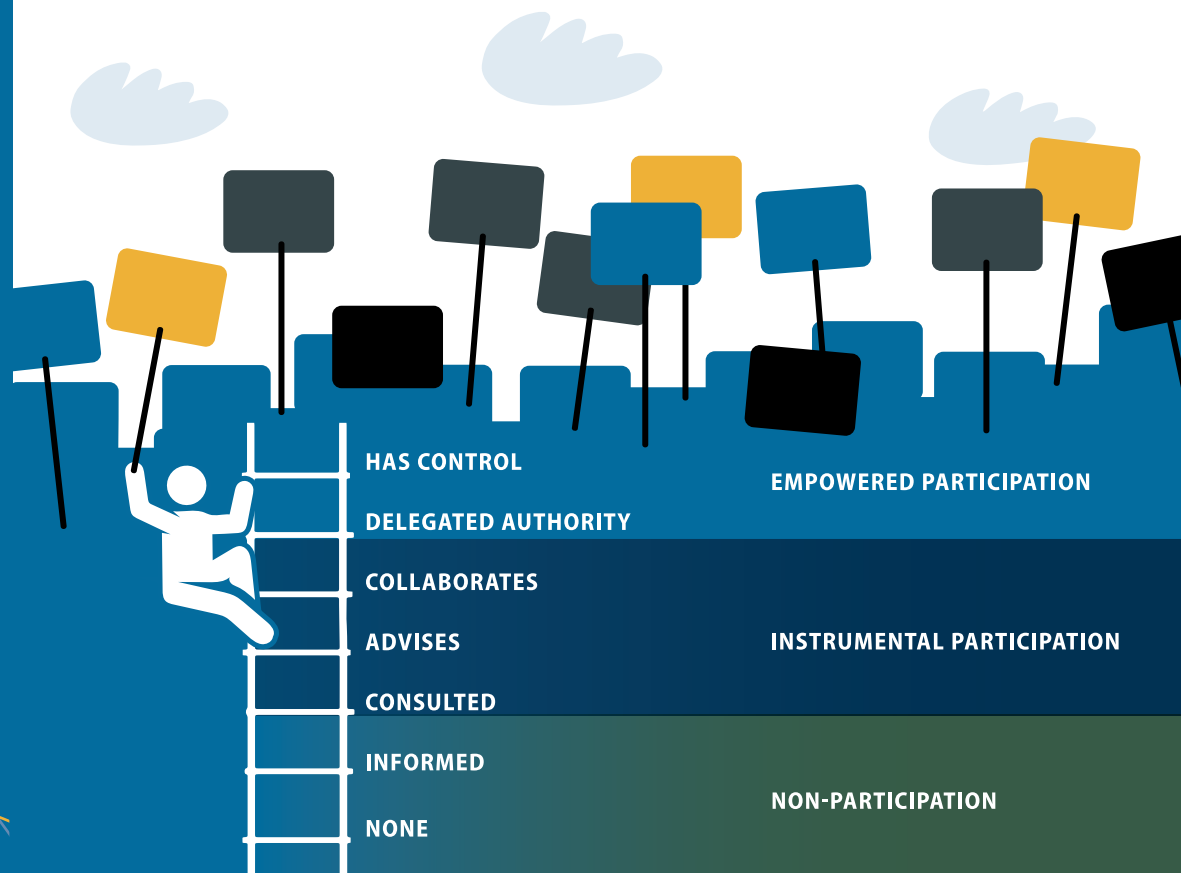 HAS CONTROL
EMPOWERED PARTICIPATION
DELEGATED AUTHORITY
COLLABORATES
ADVISES
INSTRUMENTAL PARTICIPATION
CONSULTED
INFORMED
NON-PARTICIPATION
NONE